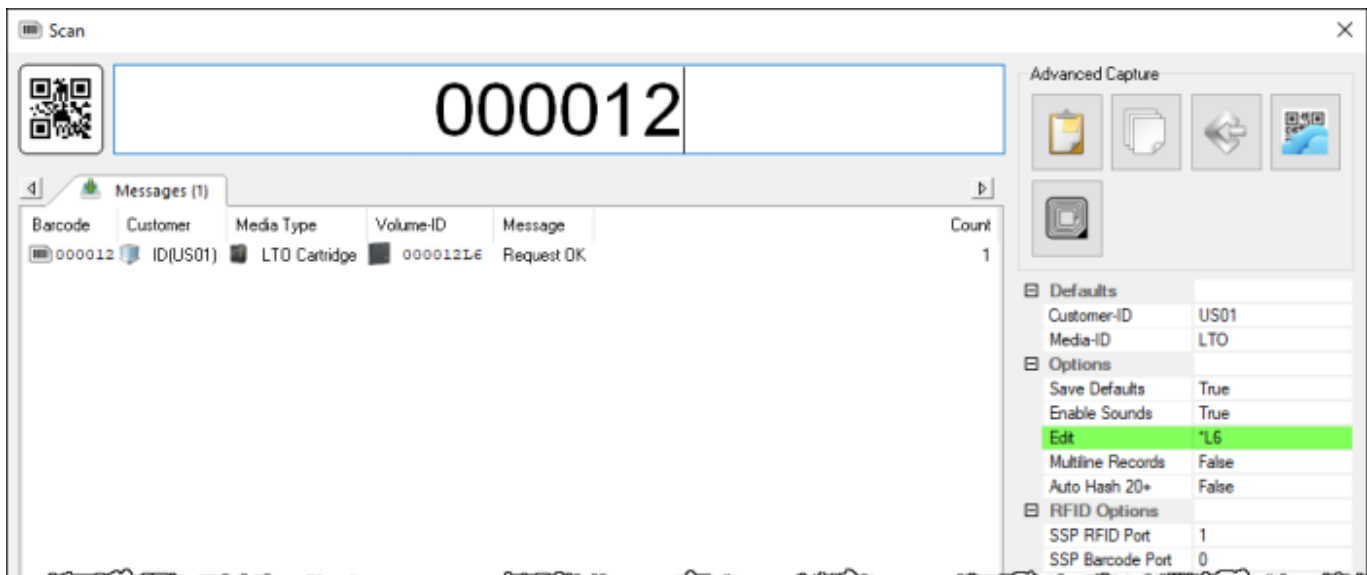 Scan
000012
Advanced Capture
Messages (1)
Barcode Customer Media Type Volume-ID Message Count
000012 ID(US01) LTO Cartridge 000012L6 Request OK 1
Defaults
Customer-ID US01
Media-ID LTO
Options
Save Defaults True
Enable Sounds True
Edit *L6
Multiline Records False
Auto Hash 20+ False
RFID Options
SSP RFID Port 1
SSP Barcode Port 0